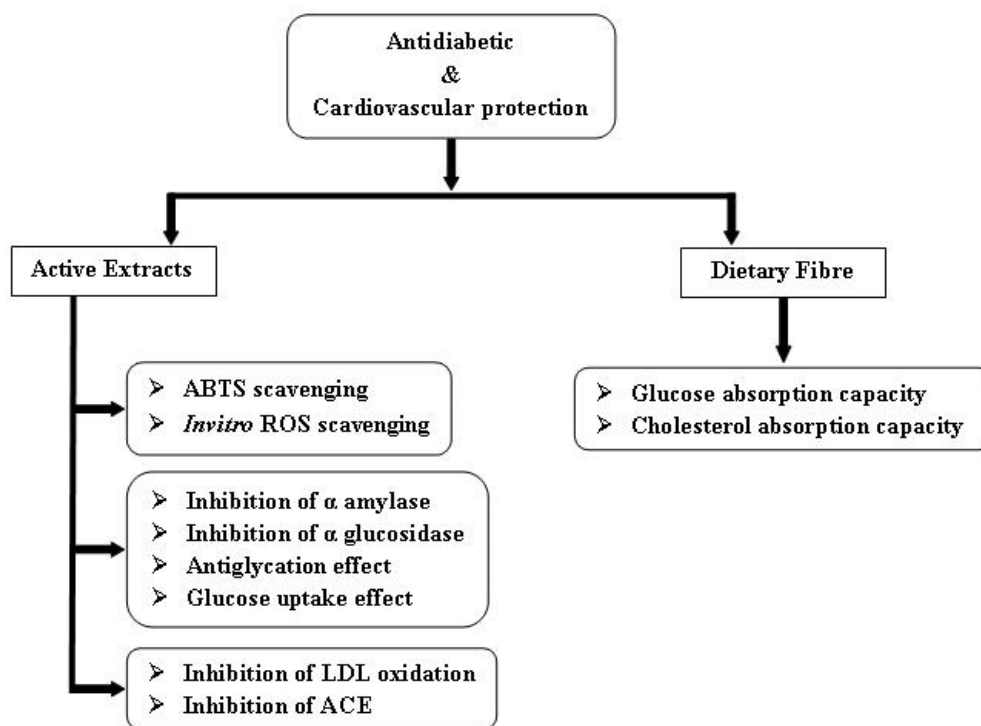 Antidiabetic
&
Cardiovascular protection
Active Extracts
Dietary Fibre
➢ ABTS scavenging
➢ Invitro ROS scavenging
➢ Inhibition of α amylase
➢ Inhibition of α glucosidase
➢ Antiglycation effect
➢ Glucose uptake effect
➢ Inhibition of LDL oxidation
➢ Inhibition of ACE
➢ Glucose absorption capacity
➢ Cholesterol absorption capacity